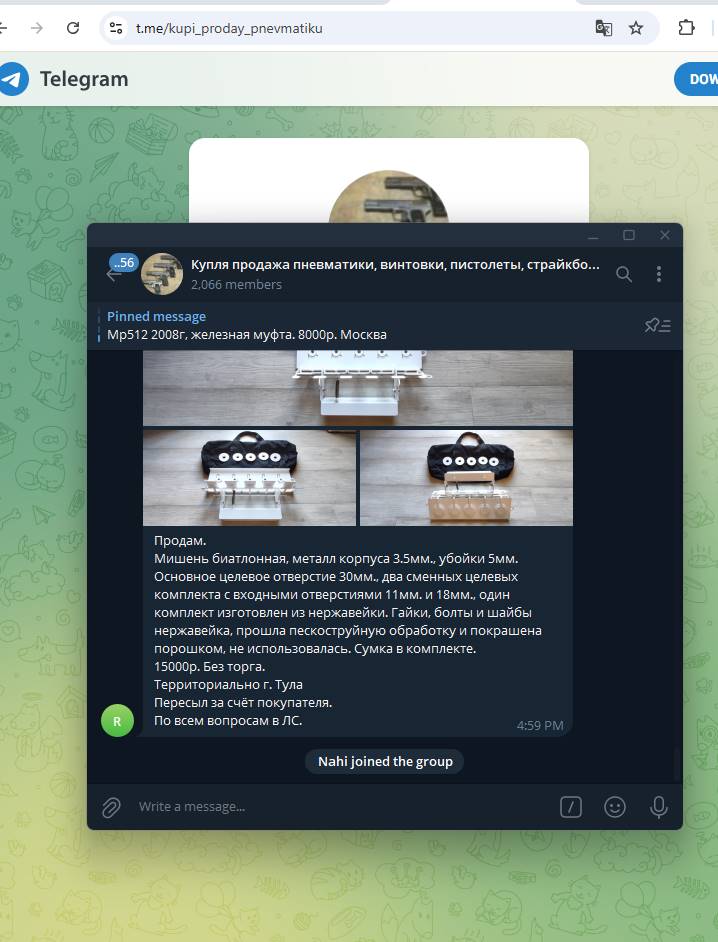 t.me/kupi_proday_pnevmatiku
Telegram
DOW
..56
Купля продажа пневматики, винтовки, пистолеты, страйкбо...
2,066 members
Pinned message
Мр512 2008г, железная муфта. 8000р. Москва
Продам.
Мишень биатлонная, металл корпуса 3.5мм., убойки 5мм.
Основное целевое отверстие 30мм., два сменных целевых
комплекта с входными отверстиями 11мм. и 18мм., один
комплект изготовлен из нержавейки. Гайки, болты и шайбы
нержавейка, прошла пескоструйную обработку и покрашена
порошком, не использовалась. Сумка в комплекте.
15000р. Без торга.
Территориально г. Тула
Пересыл за счёт покупателя.
По всем вопросам в ЛС.
4:59 PM
R
Nahi joined the group
Write a message...